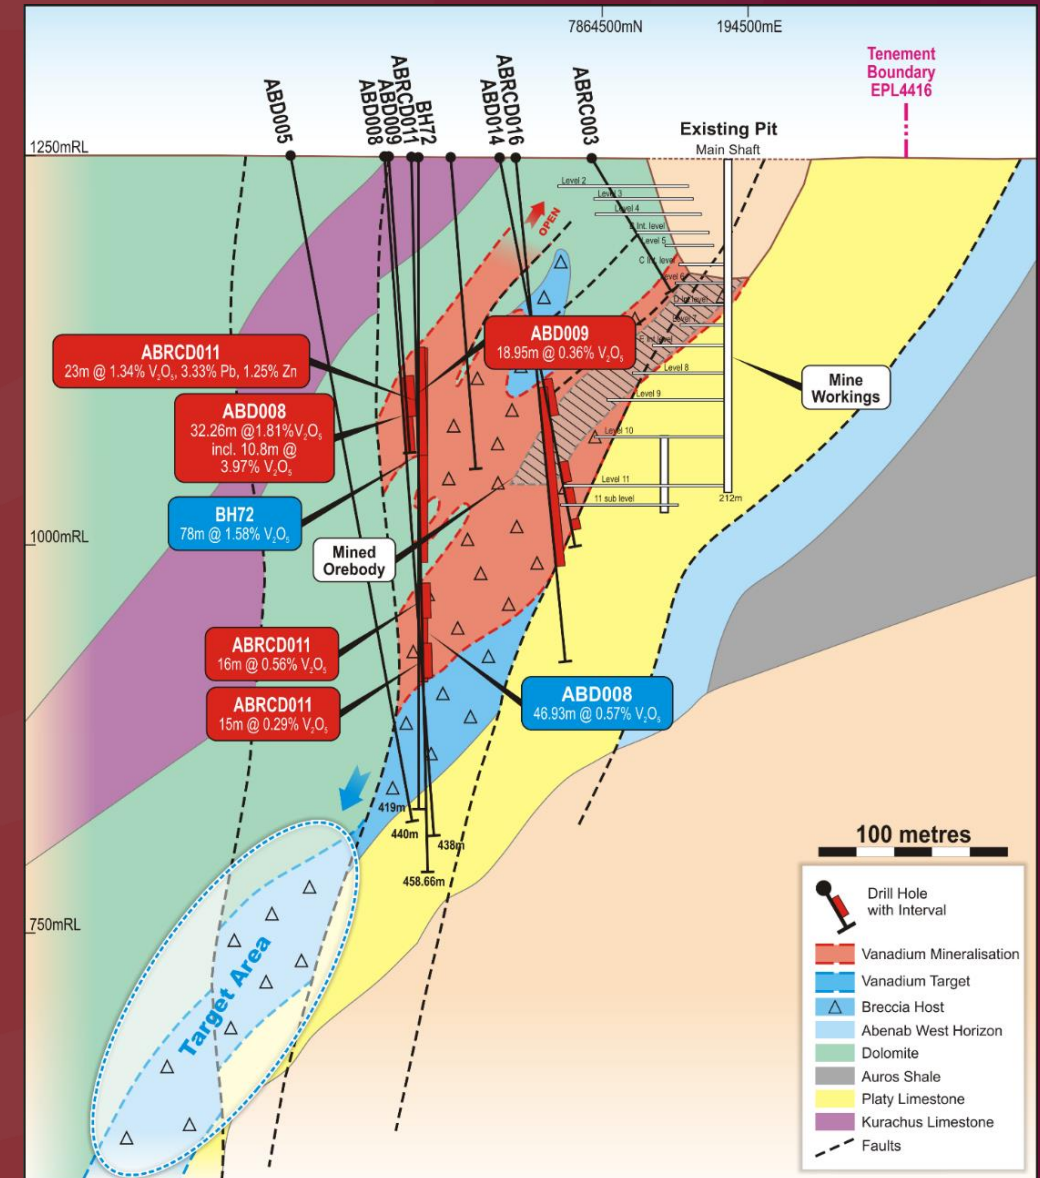 7864500mN
194500mE
Tenement
Boundary
EPL4416
ABD005
ABD008
ABD009
ABRCD011
BH72
ABD014
ABRCD016
ABRC003
Existing Pit
Main Shaft
1250mRL
Level 2
Level 3
Level 4
OPEN
Level 5
C Int. level
Level 6
D Int level
Level 7
E Int level
Level 8
Level 9
Level 10
Level 11
11 sub level
212m
Mine
Workings
ABRCD011
23m @ 1.34% V₂O₅, 3.33% Pb, 1.25% Zn
ABD009
18.95m @ 0.36% V₂O₅
ABD008
32.26m @1.81%V₂O₅
incl. 10.8m @
3.97% V₂O₅
BH72
78m @ 1.58% V₂O₅
Mined
Orebody
1000mRL
ABRCD011
16m @ 0.56% V₂O₅
ABRCD011
15m @ 0.29% V₂O₅
ABD008
46.93m @ 0.57% V₂O₅
419m
440m
438m
458.66m
750mRL
Target Area
100 metres
Drill Hole
with Interval
Vanadium Mineralisation
Vanadium Target
Breccia Host
Abenab West Horizon
Dolomite
Auros Shale
Platy Limestone
Kurachus Limestone
Faults